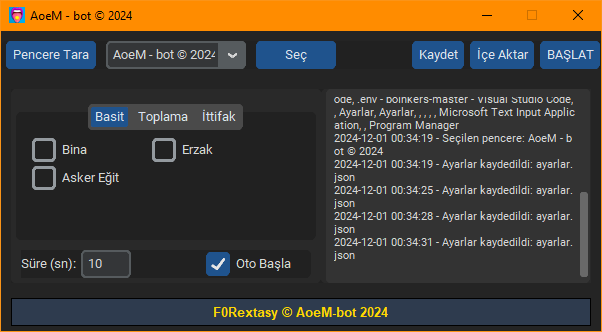 AoeM - bot © 2024
Pencere Tara
AoeM - bot © 2024
Seç
Kaydet
İçe Aktar
BAŞLAT
Basit
Toplama
İttifak
Bina
Erzak
Asker Eğit
Süre (sn):
10
Oto Başla
ode, .env - boinkers-master - Visual Studio Code,
, Ayarlar, Ayarlar, , , , , Microsoft Text Input Applic
ation, , Program Manager
2024-12-01 00:34:19 - Seçilen pencere: AoeM - b
ot © 2024
2024-12-01 00:34:19 - Ayarlar kaydedildi: ayarlar.
json
2024-12-01 00:34:25 - Ayarlar kaydedildi: ayarlar.
json
2024-12-01 00:34:28 - Ayarlar kaydedildi: ayarlar.
json
2024-12-01 00:34:31 - Ayarlar kaydedildi: ayarlar.
json
F0Rextasy © AoeM-bot 2024